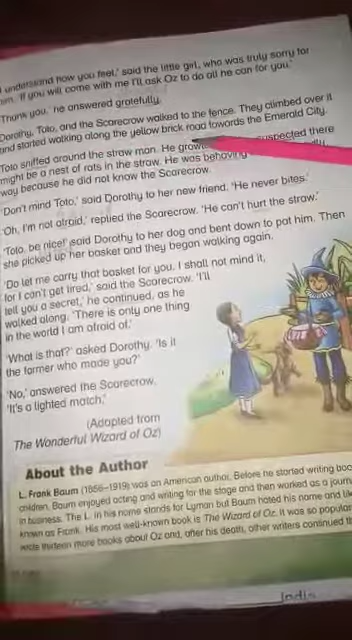 I understand how you feel,' said the little girl, who was truly sorry for
him. 'If you will come with me I'll ask Oz to do all he can for you.'
'Thank you,' he answered gratefully.
Dorothy, Toto, and the Scarecrow walked to the fence. They climbed over it
and started walking along the yellow brick road towards the Emerald City.
Toto sniffed around the straw man. He suspected there
might be a nest of rats in the straw. He was behaving
way because he did not know the Scarecrow.
'Don't mind Toto,' said Dorothy to her new friend. 'He never bites.'
'Oh, I'm not afraid,' replied the Scarecrow. 'He can't hurt the straw.'
'Toto, be nice!' said Dorothy to her dog and bent down to pat him. Then
she picked up her basket and they began walking again.
'Do let me carry that basket for you. I shall not mind it,
for I can't get tired,' said the Scarecrow. 'I'll
tell you a secret,' he continued, as he
walked along. 'There is only one thing
in the world I am afraid of.'
'What is that?' asked Dorothy. 'Is it
the farmer who made you?'
'No,' answered the Scarecrow.
'It's a lighted match.'
(Adapted from
The Wonderful Wizard of Oz)
About the Author
L. Frank Baum (1856–1919) was an American author. Before he started writing
children, Baum enjoyed acting and writing for the stage and then worked as a
in business. The L. in his name stands for Lyman but Baum hated his name and
known as Frank. His most well-known book is The Wizard of Oz. It was so popular
wrote thirteen more books about Oz and, after his death, other writers continued